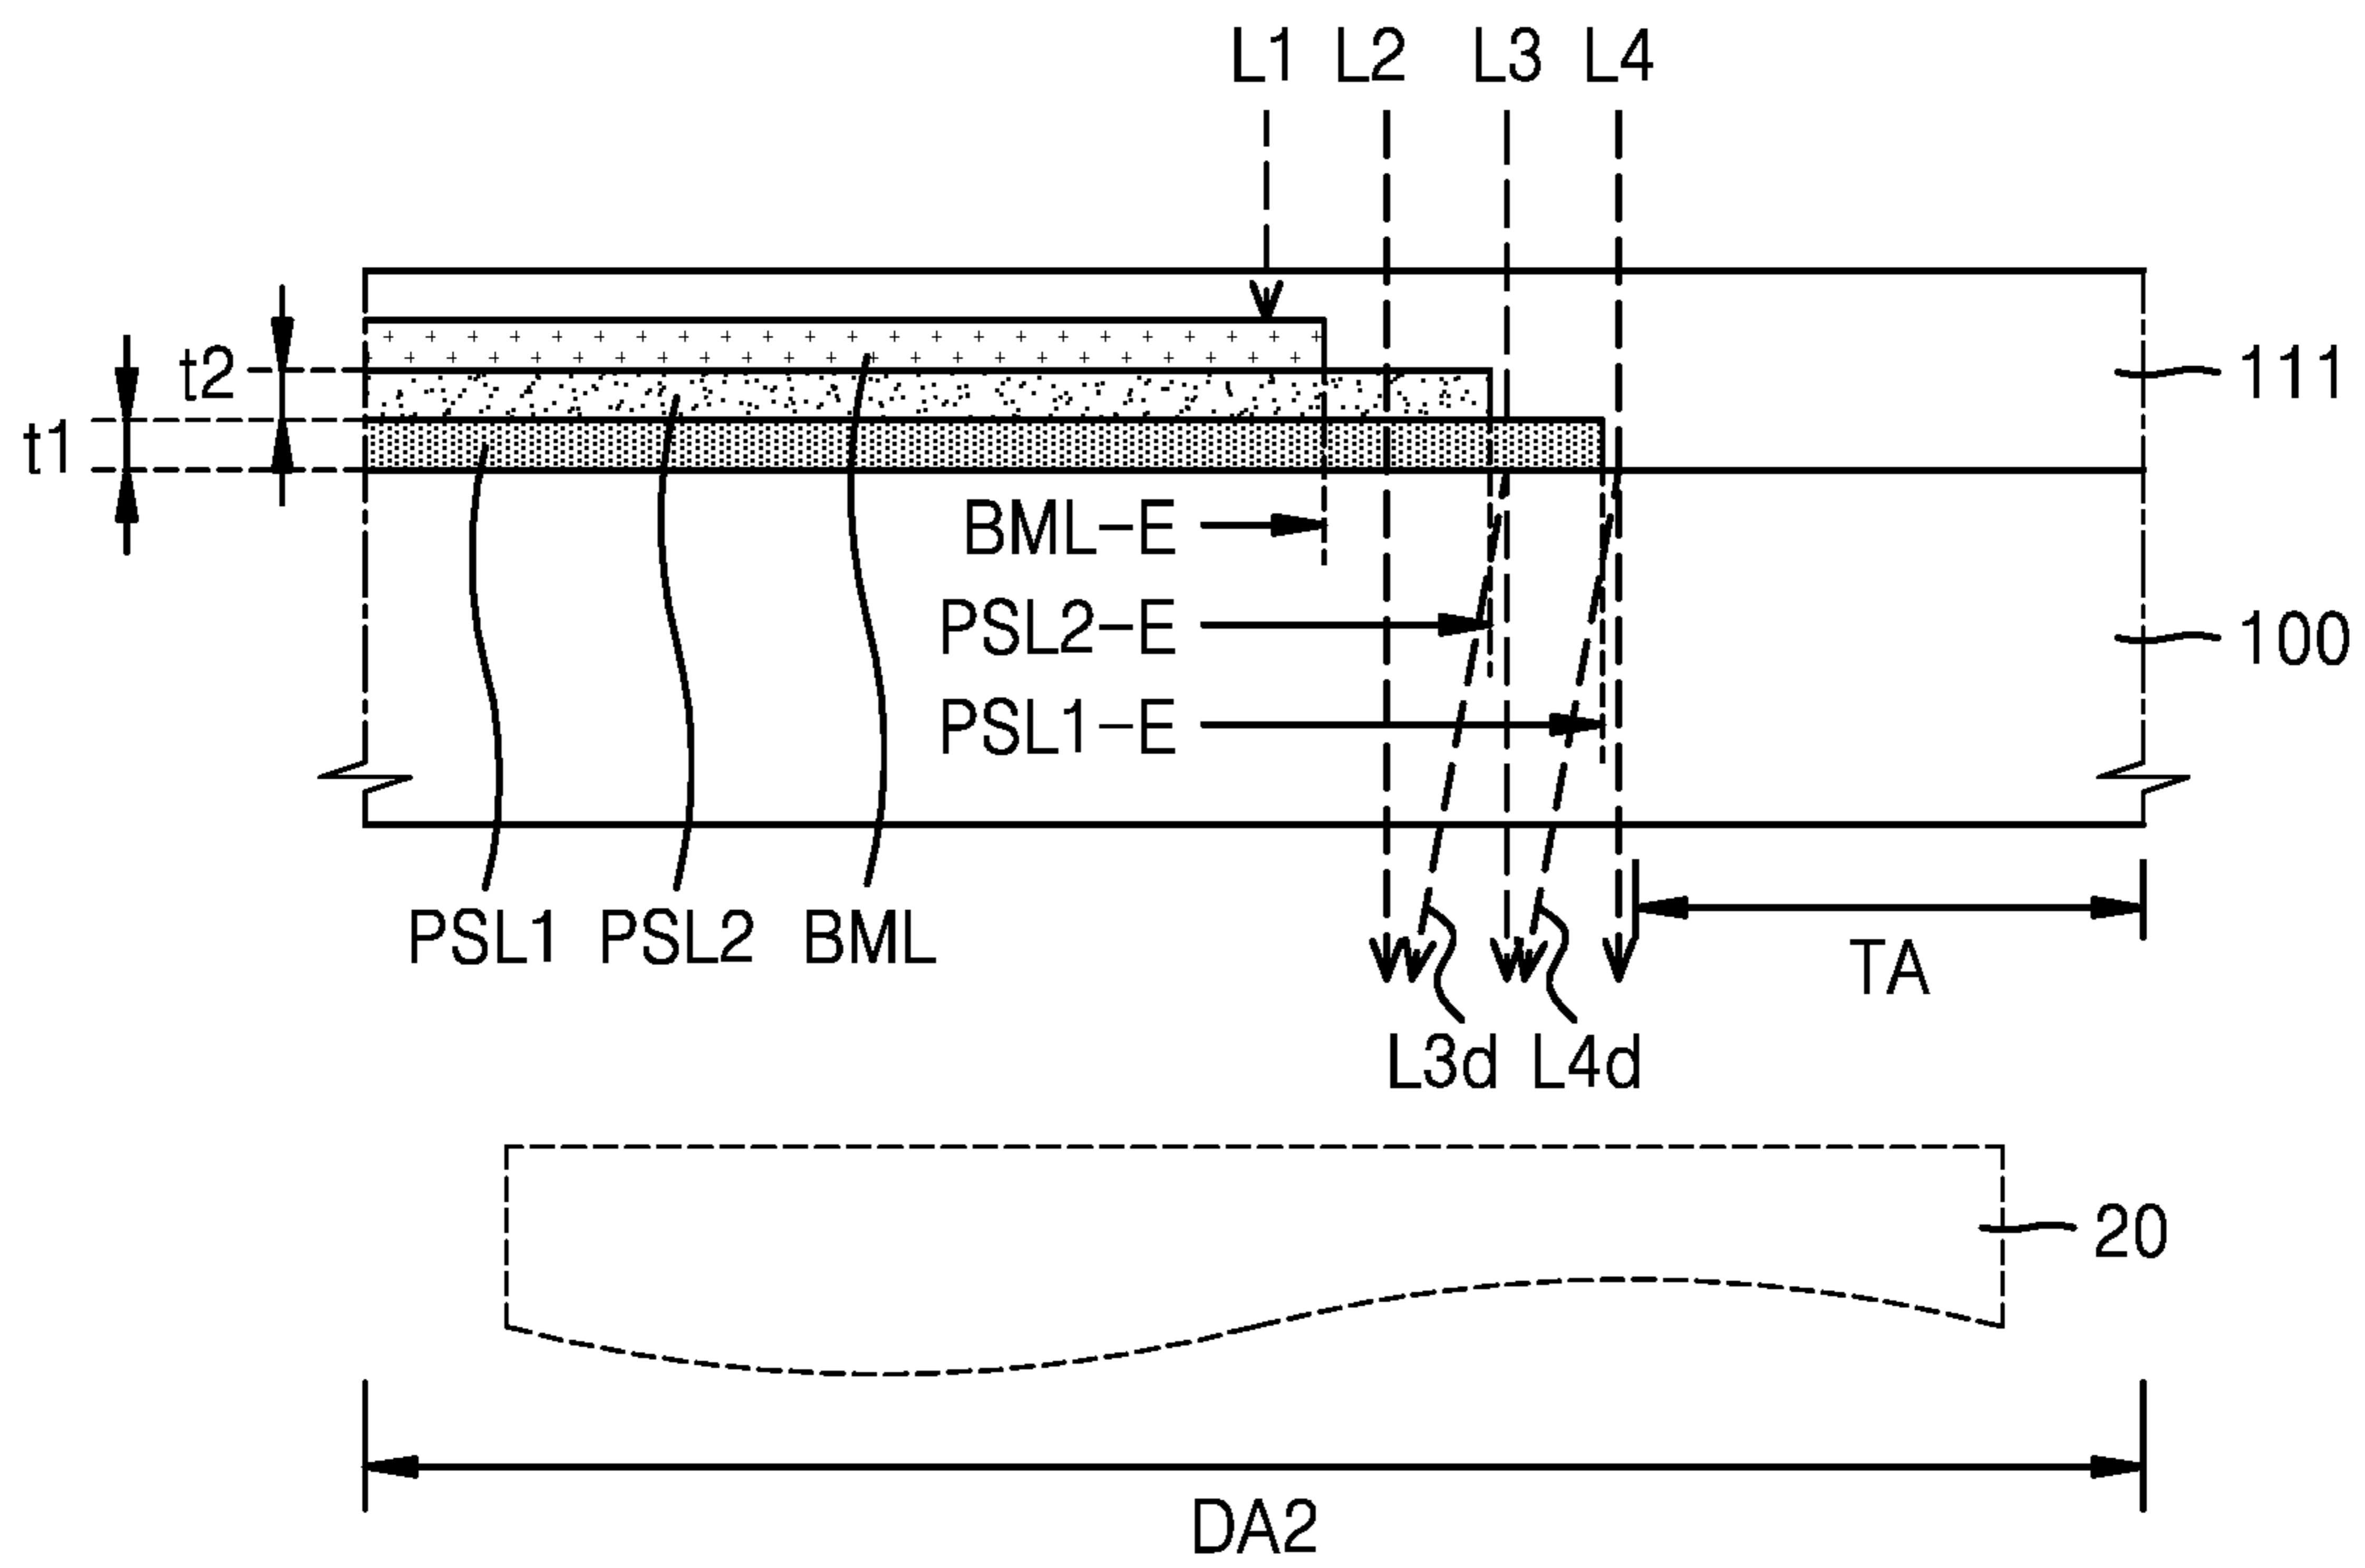 L1 L2 L3 L4
t2
t1
111
BML-E
PSL2-E
100
PSL1-E
PSL1 PSL2 BML
TA
L3d L4d
20
DA2